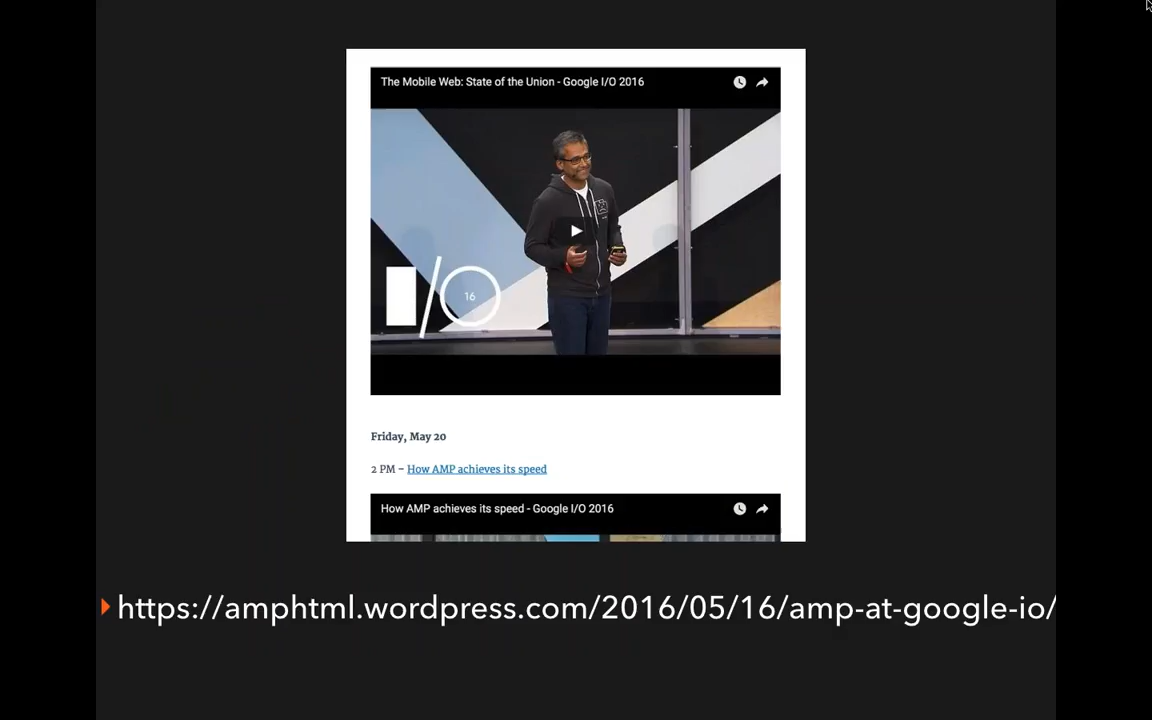 The Mobile Web: State of the Union - Google I/O 2016
I/O
16
Friday, May 20
2 PM – How AMP achieves its speed
How AMP achieves its speed - Google I/O 2016
https://amphtml.wordpress.com/2016/05/16/amp-at-google-io/